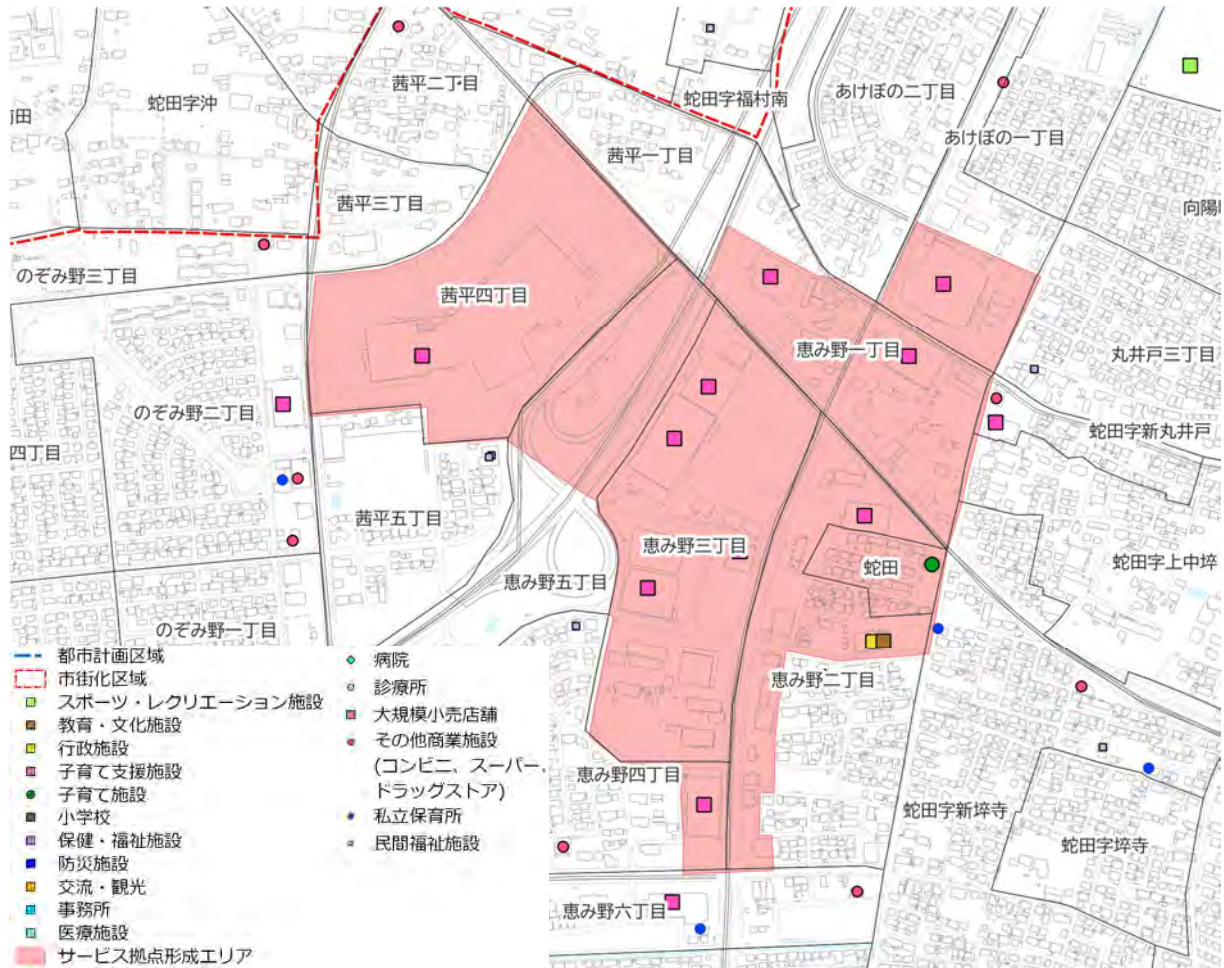 茜平二丁目
蛇田字沖
蛇田字福村南
あけぼの二丁目
茜平一丁目
あけぼの一丁目
茜平三丁目
のぞみ野三丁目
茜平四丁目
恵み野一丁目
丸井戸三丁目
のぞみ野二丁目
蛇田字新丸井戸
四丁目
茜平五丁目
恵み野三丁目
蛇田
蛇田字上中埣
恵み野五丁目
のぞみ野一丁目
恵み野二丁目
恵み野四丁目
蛇田字新埣寺
蛇田字埣寺
恵み野六丁目
都市計画区域
市街化区域
スポーツ・レクリエーション施設
教育・文化施設
行政施設
子育て支援施設
子育て施設
小学校
保健・福祉施設
防災施設
交流・観光
事務所
医療施設
サービス拠点形成エリア
病院
診療所
大規模小売店舗
その他商業施設
(コンビニ、スーパー、
ドラッグストア)
私立保育所
民間福祉施設